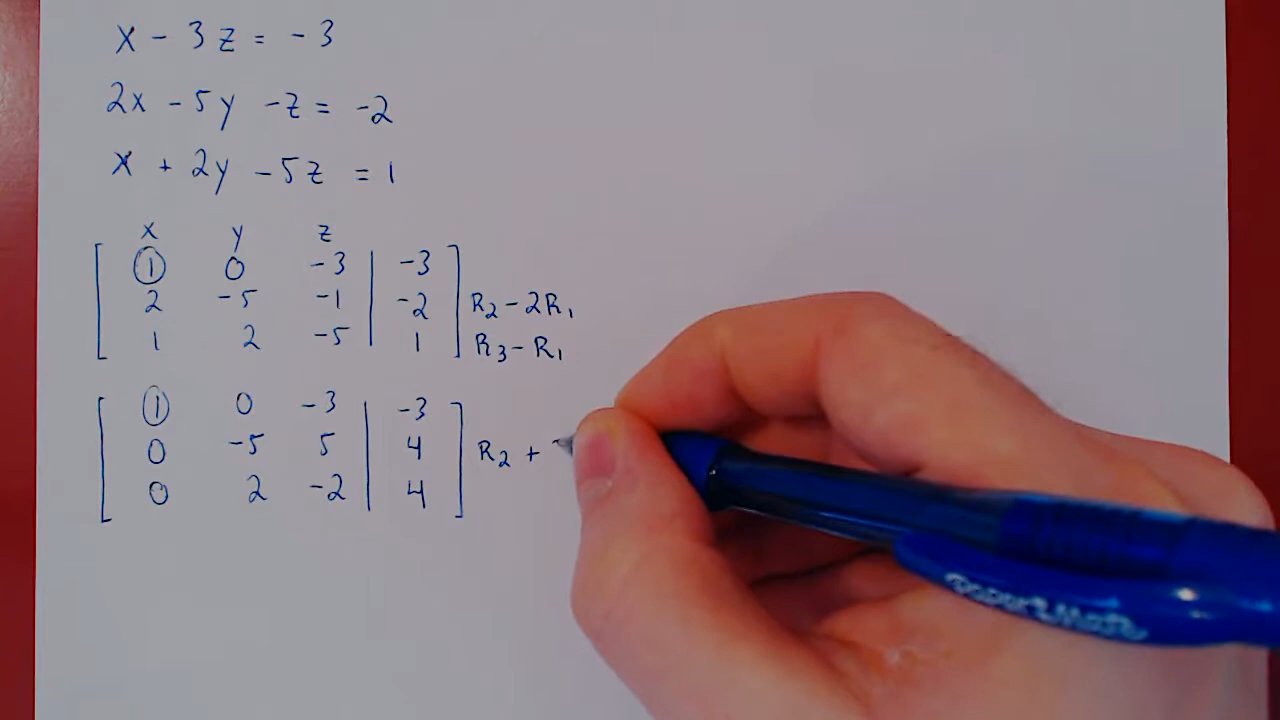 x - 3z = -3
2x - 5y - z = -2
x + 2y - 5z = 1
x y z
1 0 -3 | -3
2 -5 -1 | -2 R₂ - 2R₁
1 2 -5 | 1 R₃ - R₁
1 0 -3 | -3
0 -5 5 | 4 R₂ +
0 2 -2 | 4
PaperMate